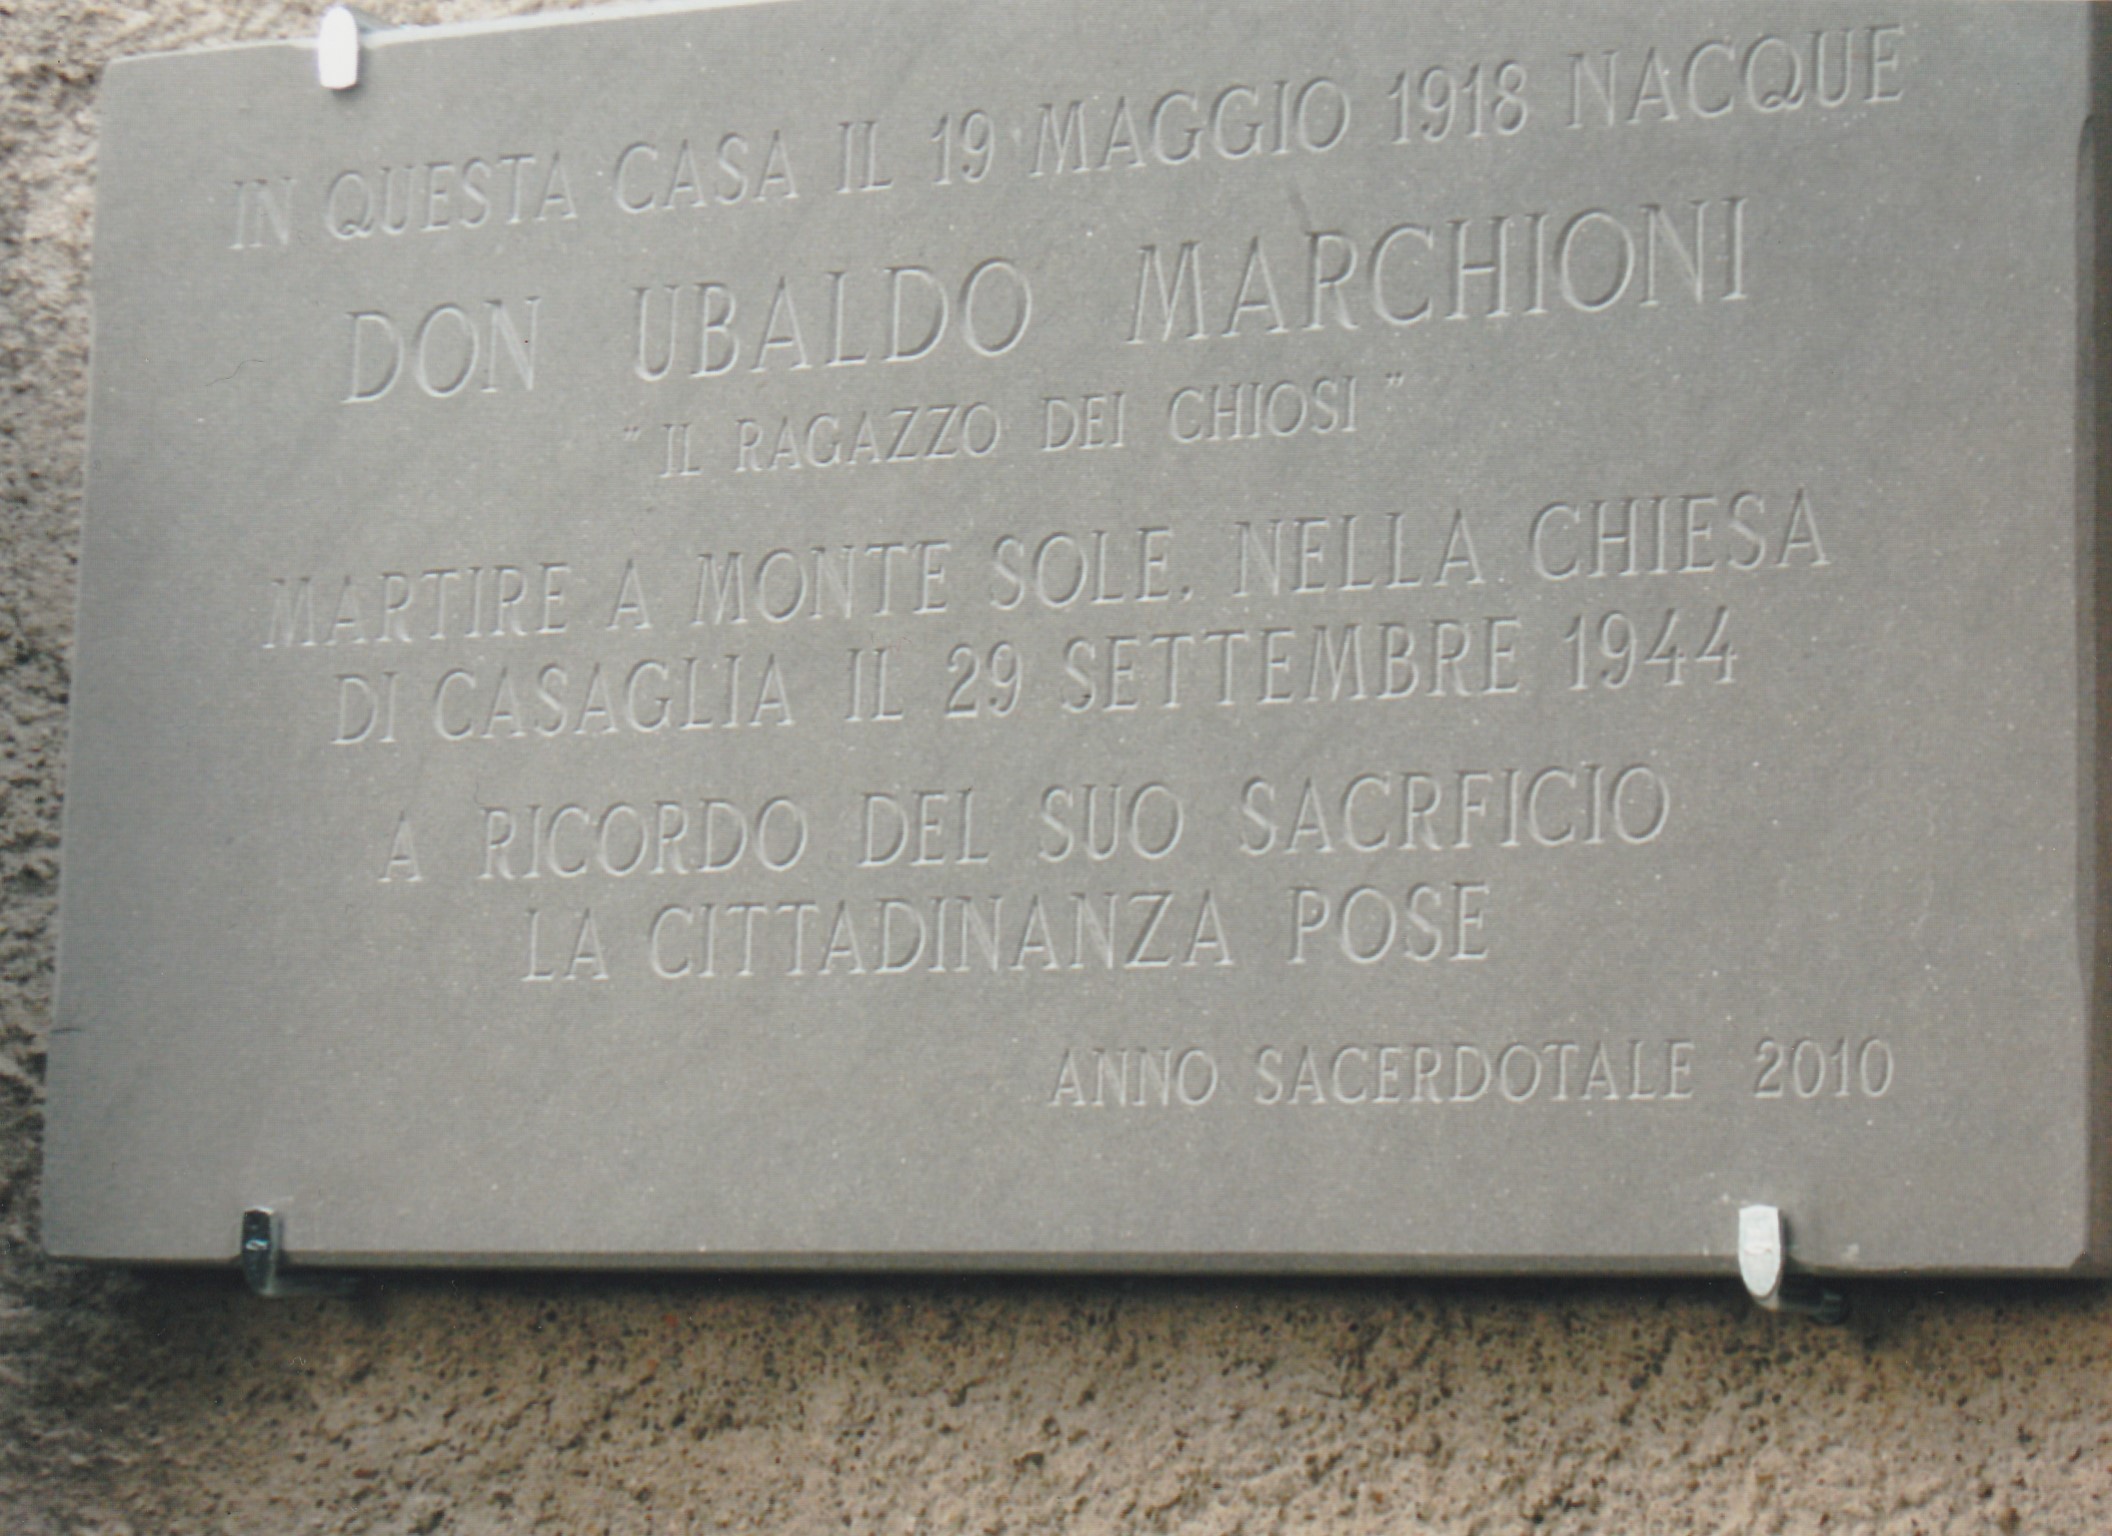 IN QUESTA CASA IL 19 MAGGIO 1918 NACQUE
DON UBALDO MARCHIONI
" IL RAGAZZO DEI CHIOSI "
MARTIRE A MONTE SOLE, NELLA CHIESA
DI CASAGLIA IL 29 SETTEMBRE 1944
A RICORDO DEL SUO SACRFICIO
LA CITTADINANZA POSE
ANNO SACERDOTALE 2010